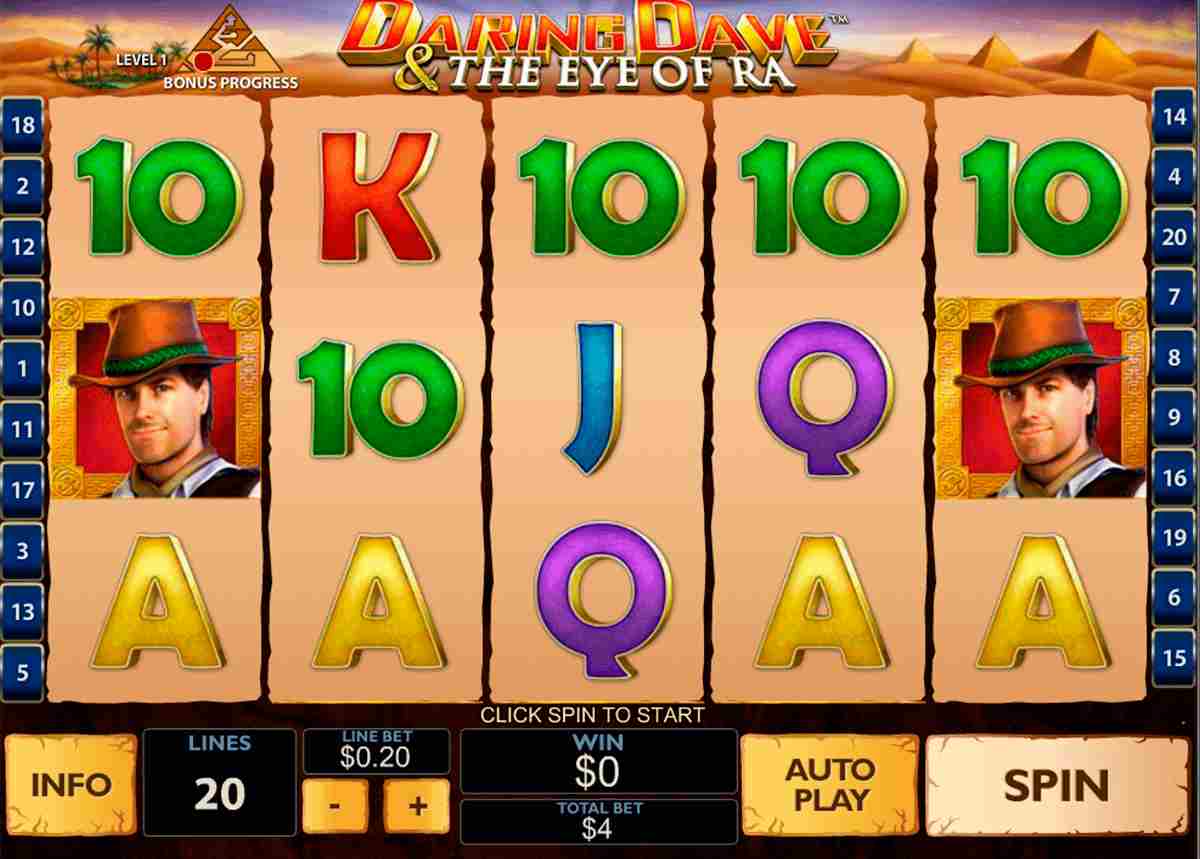 DARING DAVE™
& THE EYE OF RA
LEVEL 1
BONUS PROGRESS
18
14
10 K 10 10 10
2
4
12
20
10
7
1
8
10 J Q
11
9
17
16
3
19
A A Q A A
13
6
5
15
CLICK SPIN TO START
INFO
LINES
20
LINE BET
$0.20
-
+
WIN
$0
TOTAL BET
$4
AUTO
PLAY
SPIN